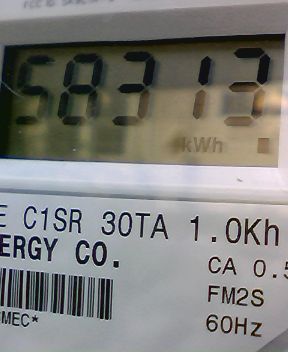 58313
kWh
E C1SR 30TA 1.0Kh
ERGY CO.
CA 0.5
FM2S
MEC*
60Hz